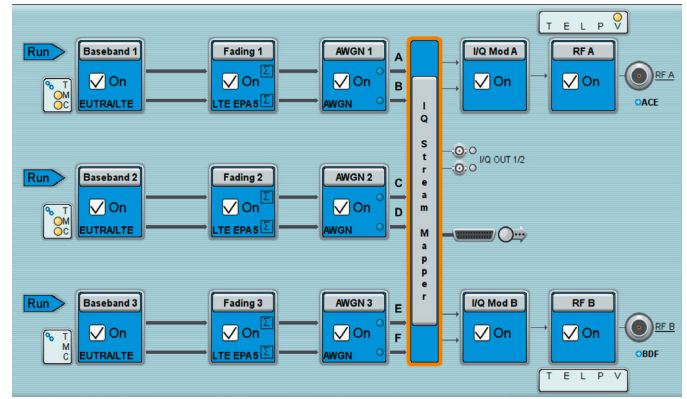 T E L P V
Run
Baseband 1
Fading 1
AWGN 1
A
I/Q Mod A
RF A
T
M
C
On
On
Σ
On
On
On
RF A
B
EUTRA/LTE
LTE EPA 5 Σ
AWGN
ACE
I Q S t r e a m M a p p e r
I/Q OUT 1/2
Run
Baseband 2
Fading 2
AWGN 2
C
T
M
C
On
On
Σ
On
D
EUTRA/LTE
LTE EPA 5 Σ
AWGN
Run
Baseband 3
Fading 3
AWGN 3
E
I/Q Mod B
RF B
T
M
C
On
On
Σ
On
On
On
RF B
F
EUTRA/LTE
LTE EPA 5 Σ
AWGN
BDF
T E L P V